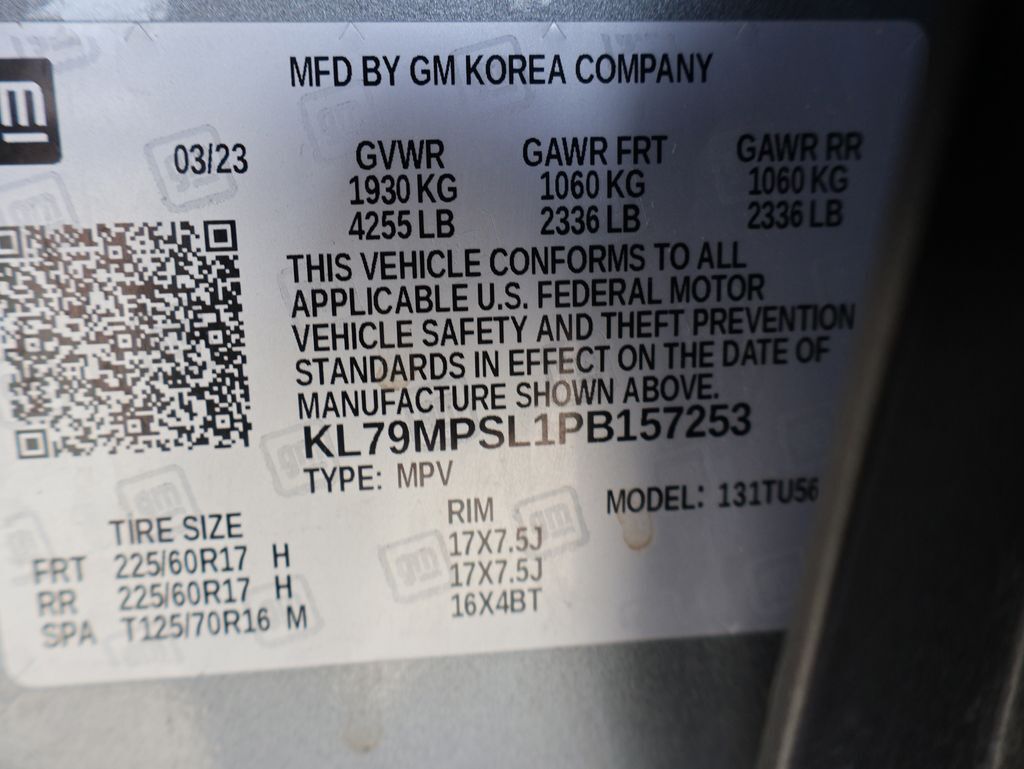 gm
MFD BY GM KOREA COMPANY
03/23 GVWR GAWR FRT GAWR RR
1930 KG 1060 KG 1060 KG
4255 LB 2336 LB 2336 LB
THIS VEHICLE CONFORMS TO ALL
APPLICABLE U.S. FEDERAL MOTOR
VEHICLE SAFETY AND THEFT PREVENTION
STANDARDS IN EFFECT ON THE DATE OF
MANUFACTURE SHOWN ABOVE.
KL79MPSL1PB157253
TYPE: MPV MODEL: 131TU56
TIRE SIZE RIM
FRT 225/60R17 H 17X7.5J
RR 225/60R17 H 17X7.5J
SPA T125/70R16 M 16X4BT